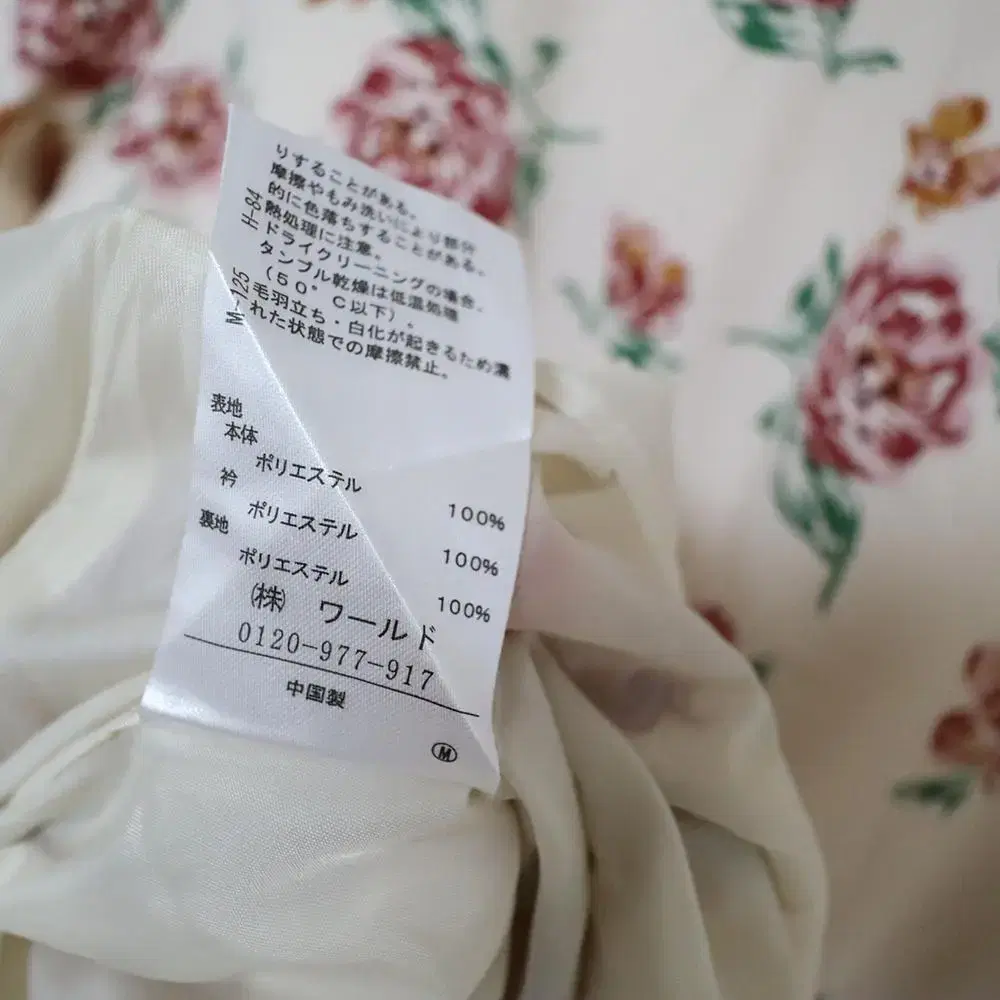 りすることがある。
摩擦やもみ洗いにより部分
的に色落ちすることがある。
H-84 熱処理に注意。
ドライクリーニングの場合、
タンブル乾燥は低温処理
（50°C以下）
M-125 毛羽立ち・白化が起きるため濡
れた状態での摩擦禁止。
表地
本体
ポリエステル 100%
衿
ポリエステル 100%
裏地
ポリエステル 100%
㈱ ワールド
0120-977-917
中国製
Ⓜ